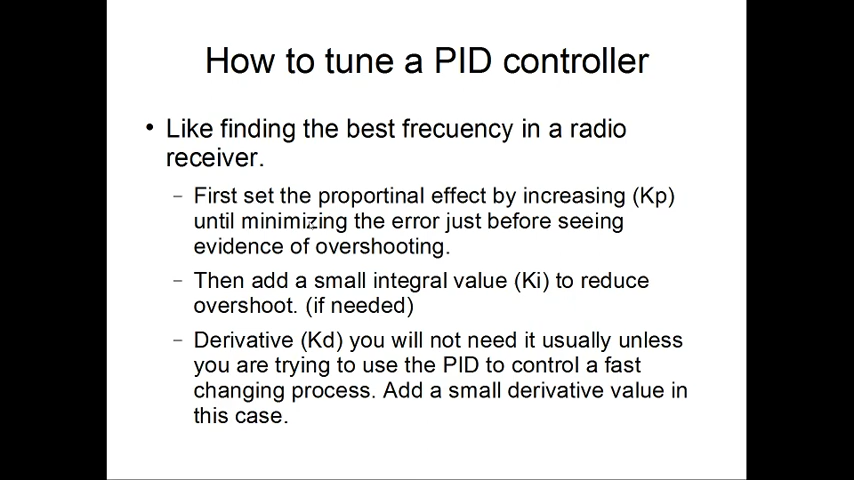 How to tune a PID controller
• Like finding the best frecuency in a radio
receiver.
– First set the proportinal effect by increasing (Kp)
until minimizing the error just before seeing
evidence of overshooting.
– Then add a small integral value (Ki) to reduce
overshoot. (if needed)
– Derivative (Kd) you will not need it usually unless
you are trying to use the PID to control a fast
changing process. Add a small derivative value in
this case.